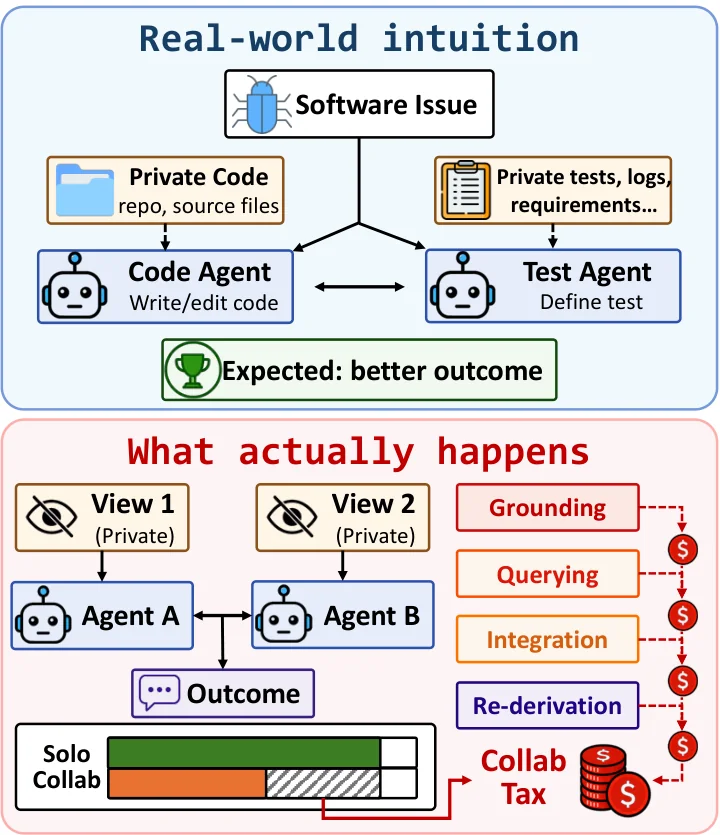 Real-world intuition
Software Issue
Private Code
repo, source files
Private tests, logs,
requirements...
Code Agent
Write/edit code
Test Agent
Define test
Expected: better outcome
What actually happens
View 1
(Private)
View 2
(Private)
Agent A
Agent B
Outcome
Grounding
$
Querying
$
Integration
$
Re-derivation
$
Solo
Collab
Collab
Tax
$
$